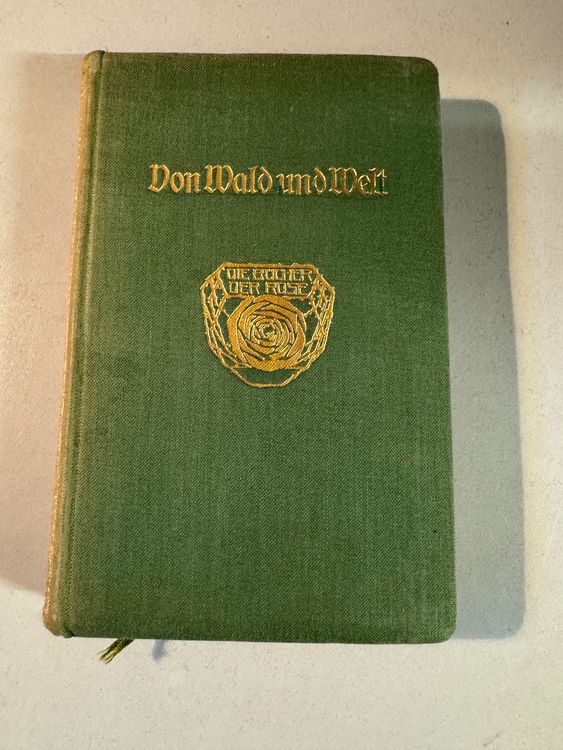 Von Wald und Welt
DIE BÜCHER
DER ROSE